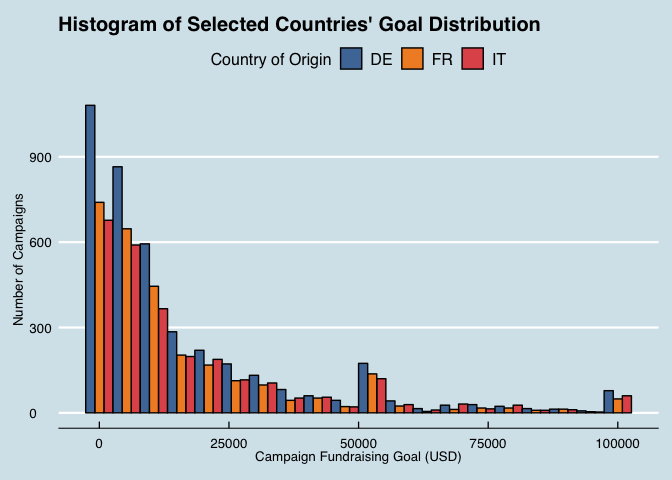 Histogram of Selected Countries' Goal Distribution
Country of Origin DE FR IT
900
600
300
0
Number of Campaigns
0 25000 50000 75000 100000
Campaign Fundraising Goal (USD)